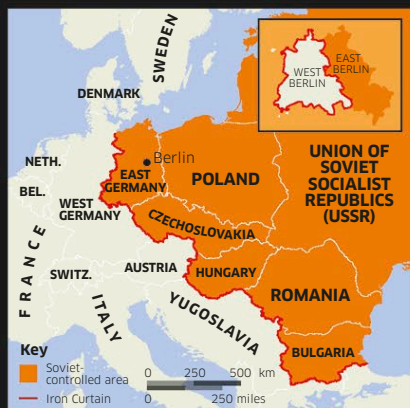 SWEDEN
DENMARK
WEST
BERLIN
EAST
BERLIN
NETH.
BEL.
Berlin
EAST
GERMANY
POLAND
UNION OF
SOVIET
SOCIALIST
REPUBLICS
(USSR)
WEST
GERMANY
CZECHOSLOVAKIA
FRANCE
SWITZ.
AUSTRIA
HUNGARY
ITALY
YUGOSLAVIA
ROMANIA
BULGARIA
Key
Soviet-
controlled area
Iron Curtain
0 250 500 km
0 250 miles